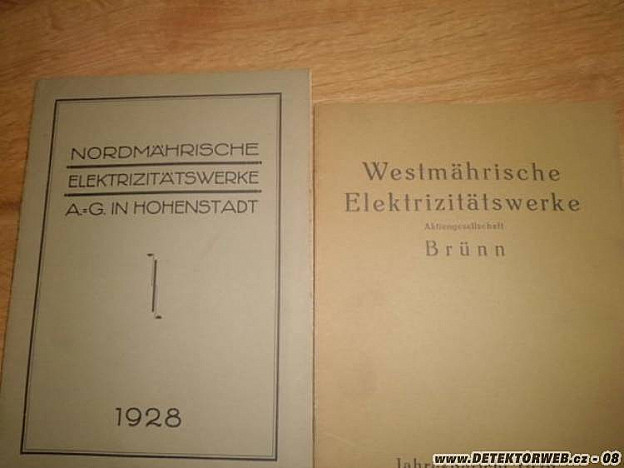 NORDMÄHRISCHE
ELEKTRIZITÄTSWERKE
A.=G. IN HOHENSTADT
1928
Westmährische
Elektrizitätswerke
Aktiengesellschaft
Brünn
www.DETEKTORWEB.cz - 08